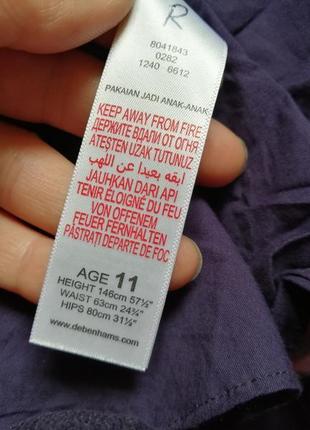 R
8041843
0282
1240 6612
PAKAIAN JADI ANAK-ANAK
KEEP AWAY FROM FIRE
ДЕРЖИТЕ ВДАЛИ ОТ ОГНЯ
ATEŞTEN UZAK TUTUNUZ
ابقه بعيدا عن اللهب
JAUHKAN DARI API
TENIR ÉLOIGNÉ DU FEU
VON OFFENEM
FEUER FERNHALTEN
PĂSTRAȚI DEPARTE DE FOC
AGE 11
HEIGHT 146cm 57½"
WAIST 63cm 24¾"
HIPS 80cm 31½"
www.debenhams.com